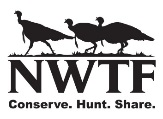 NWTF
Conserve. Hunt. Share.